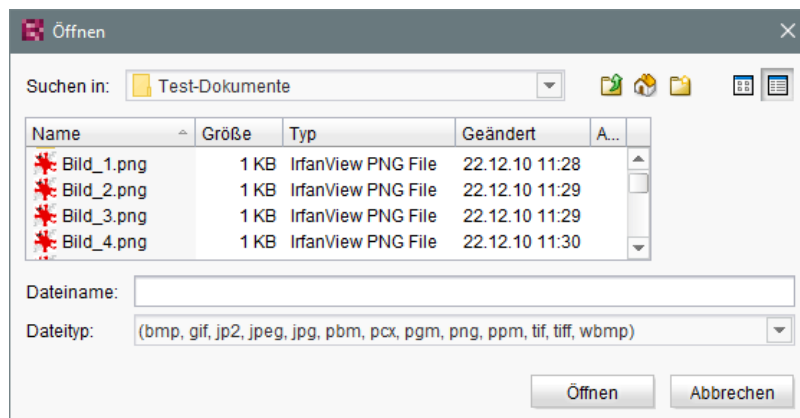 Öffnen
Suchen in: Test-Dokumente
Name Größe Typ Geändert A...
Bild_1.png 1 KB IrfanView PNG File 22.12.10 11:28
Bild_2.png 1 KB IrfanView PNG File 22.12.10 11:29
Bild_3.png 1 KB IrfanView PNG File 22.12.10 11:29
Bild_4.png 1 KB IrfanView PNG File 22.12.10 11:30
Dateiname:
Dateityp: (bmp, gif, jp2, jpeg, jpg, pbm, pcx, pgm, png, ppm, tif, tiff, wbmp)
Öffnen Abbrechen